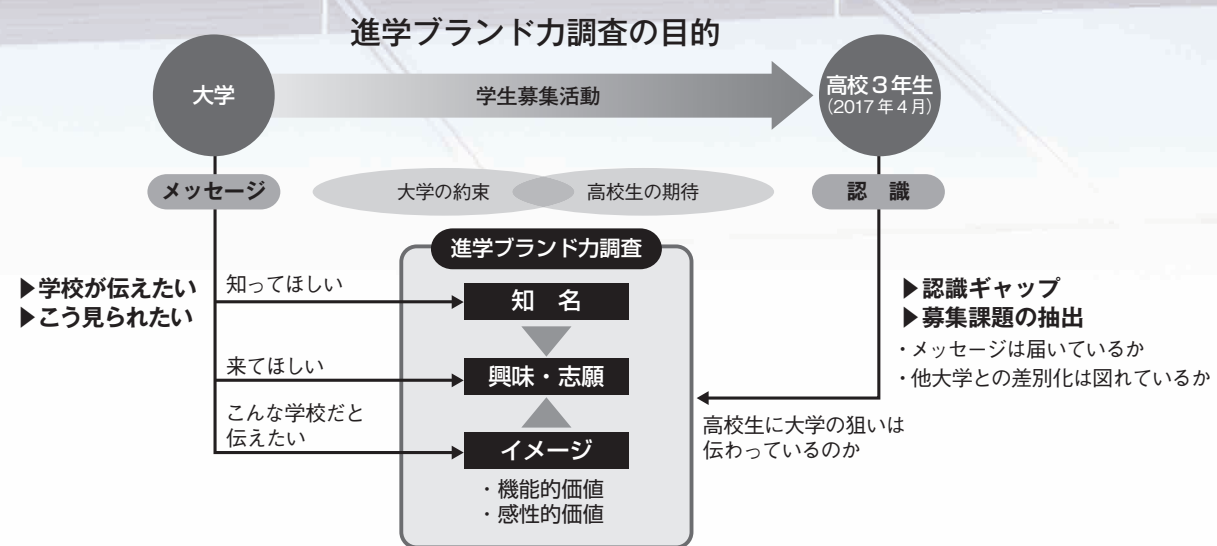 進学ブランド力調査の目的
大学
学生募集活動
高校3年生
(2017年4月)
メッセージ
大学の約束
高校生の期待
認 識
進学ブランド力調査
▶学校が伝えたい
▶こう見られたい
知ってほしい
知 名
来てほしい
興味・志願
こんな学校だと
伝えたい
イメージ
・機能的価値
・感性的価値
▶認識ギャップ
▶募集課題の抽出
・メッセージは届いているか
・他大学との差別化は図れているか
高校生に大学の狙いは
伝わっているのか